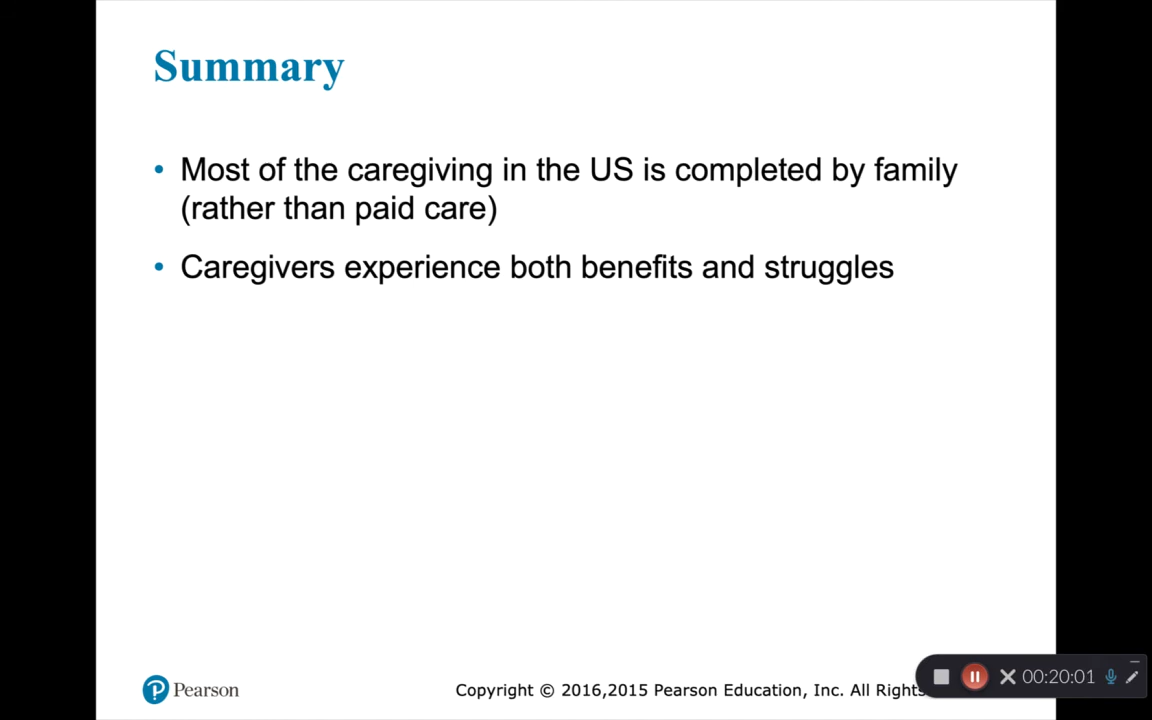 Summary
• Most of the caregiving in the US is completed by family
(rather than paid care)
• Caregivers experience both benefits and struggles
Pearson
Copyright © 2016,2015 Pearson Education, Inc. All Rights
00:20:01